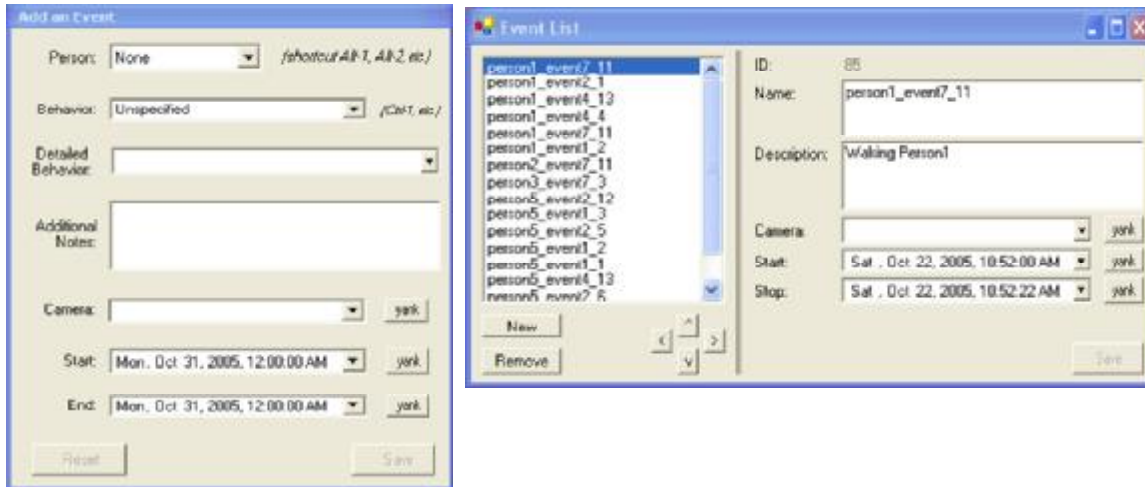 Add an Event
Person: None (shortcut Alt-1, Alt-2, etc.)
Behavior: Unspecified (Ctrl-1, etc.)
Detailed
Behavior:
Additional
Notes:
Camera: yank
Start: Mon, Oct 31, 2005, 12:00:00 AM yank
End: Mon, Oct 31, 2005, 12:00:00 AM yank
Reset Save
Event List
person1_event7_11
person1_event2_1
person1_event4_13
person1_event4_4
person1_event7_11
person1_event1_2
person2_event7_11
person3_event7_3
person5_event2_12
person5_event1_3
person5_event2_5
person5_event1_2
person5_event1_1
person5_event4_13
person5_event2_6
New
Remove
< ^ v >
ID: 85
Name: person1_event7_11
Description: Waking Person1
Camera: yank
Start: Sat , Oct 22, 2005, 10:52:00 AM yank
Stop: Sat , Oct 22, 2005, 10:52:22 AM yank
Save